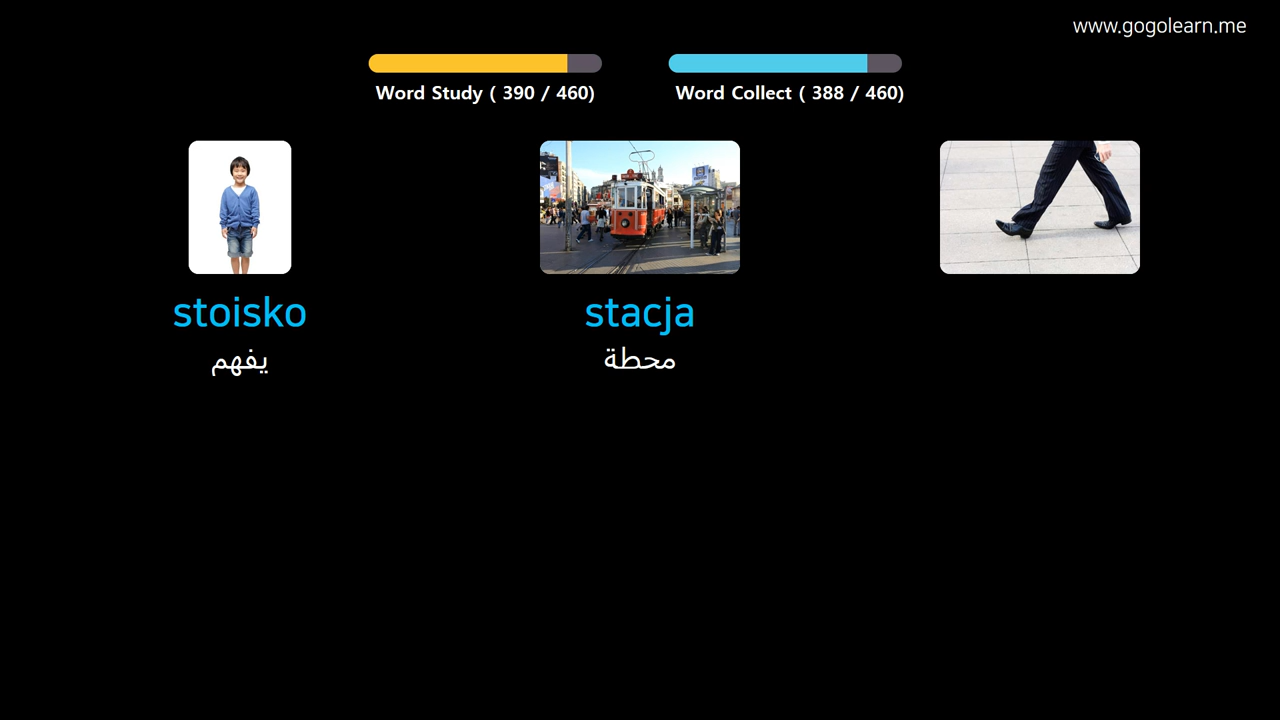 www.gogolearn.me
Word Study ( 390 / 460)
Word Collect ( 388 / 460)
stoisko
يفهم
stacja
محطة